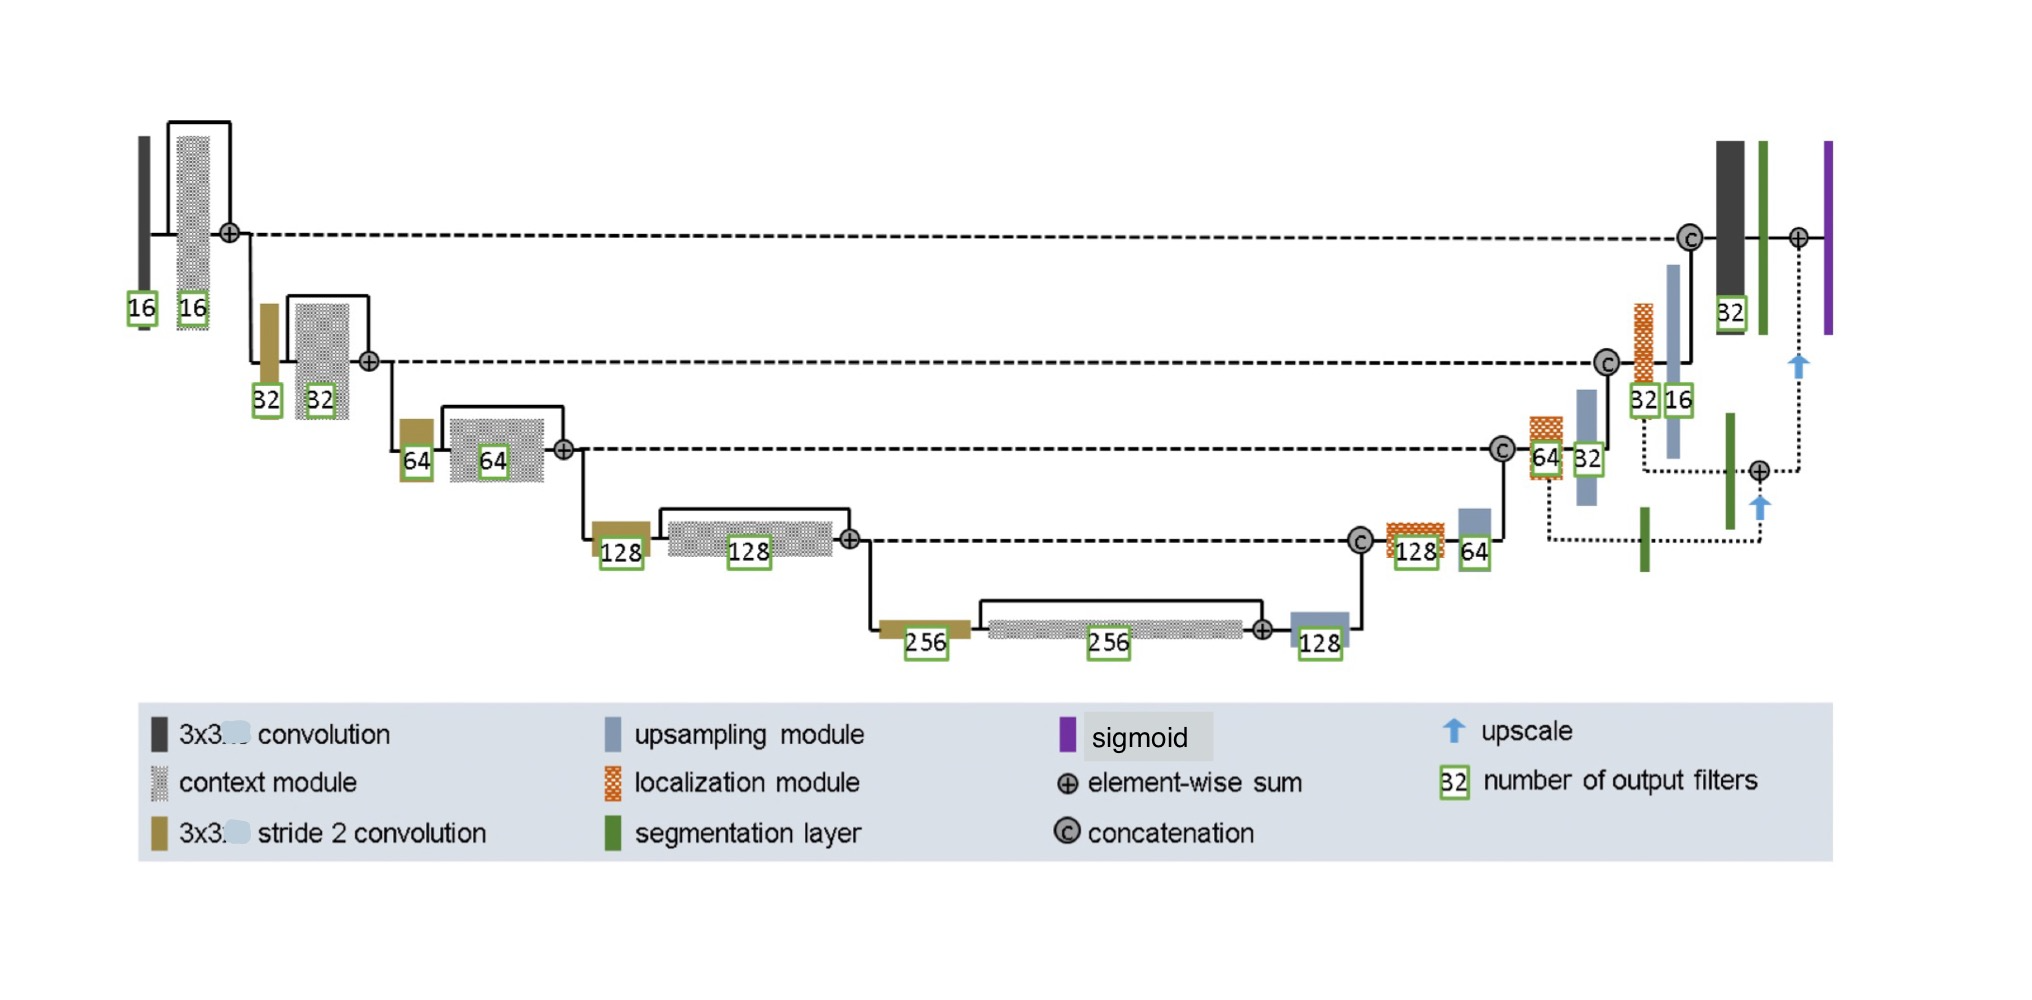 16 16 32
32 32 32 16
64 64 64 32
128 128 128 64
256 256 128
3x3 convolution upsampling module sigmoid upscale
context module localization module element-wise sum 32 number of output filters
3x3 stride 2 convolution segmentation layer c concatenation